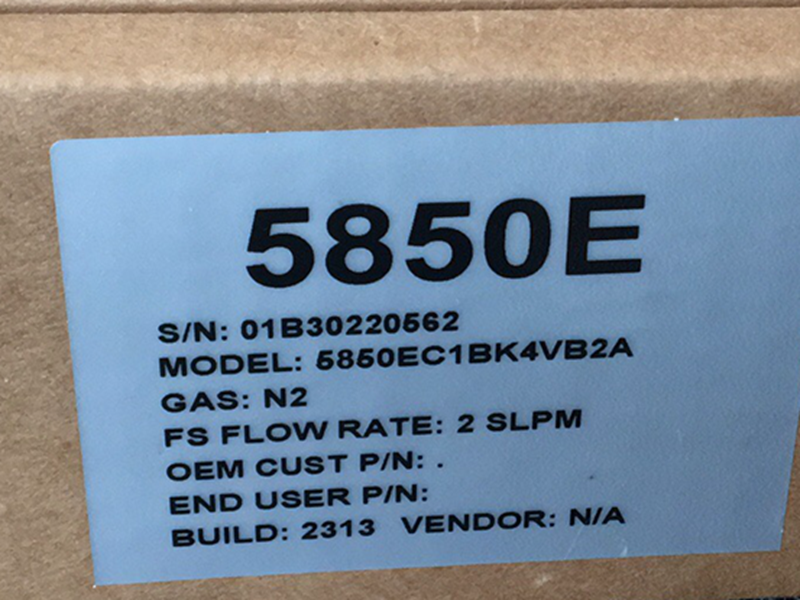 5850E
S/N: 01B30220562
MODEL: 5850EC1BK4VB2A
GAS: N2
FS FLOW RATE: 2 SLPM
OEM CUST P/N: .
END USER P/N:
BUILD: 2313 VENDOR: N/A